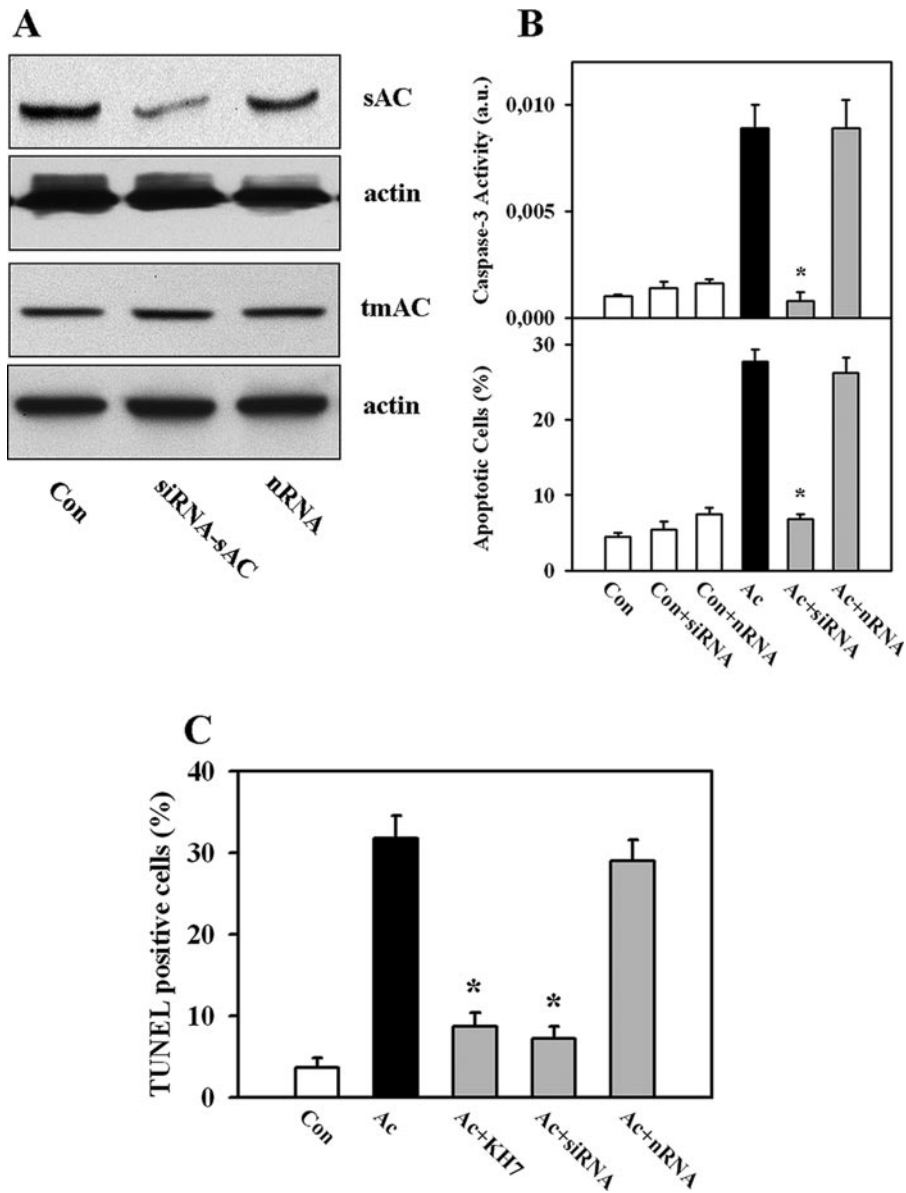 A
sAC
actin
tmAC
actin
Con
siRNA-sAC
nRNA
B
Caspase-3 Activity (a.u.)
0,010
0,005
0,000
Apoptotic Cells (%)
30
20
10
0
*
*
Con
Con+siRNA
Con+nRNA
Ac
Ac+siRNA
Ac+nRNA
C
TUNEL positive cells (%)
40
30
20
10
0
*
*
Con
Ac
Ac+KH7
Ac+siRNA
Ac+nRNA